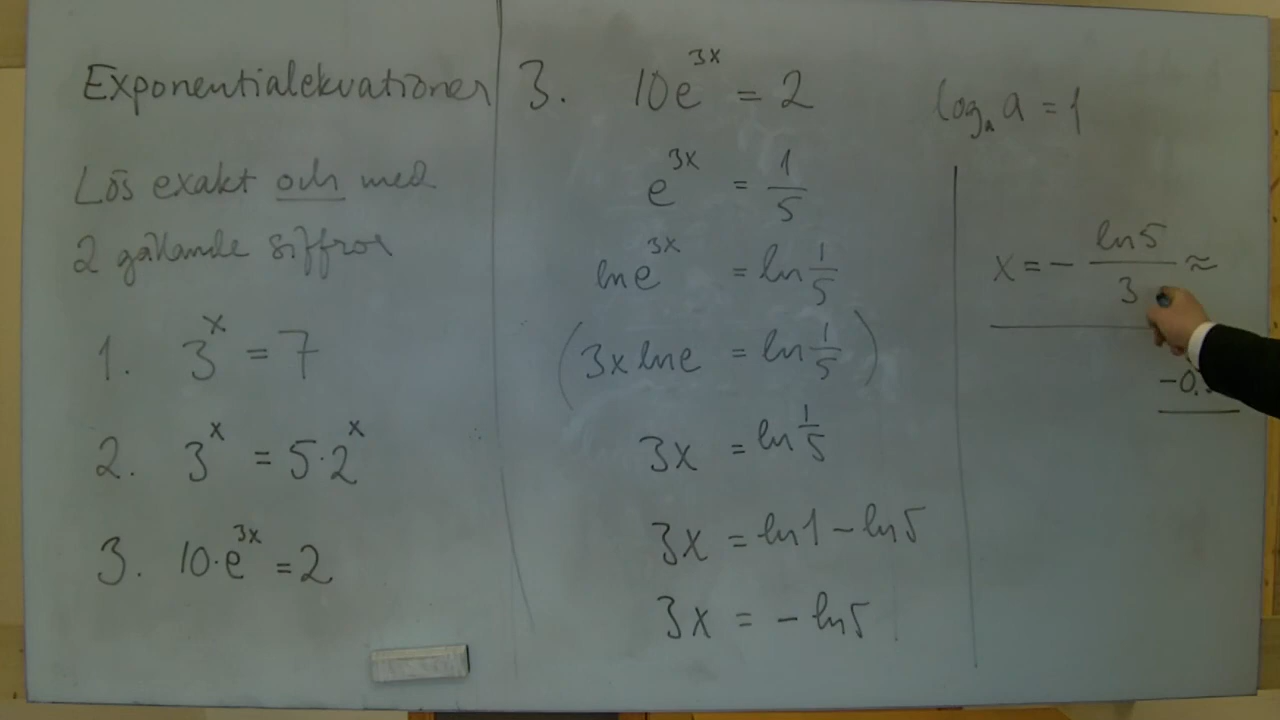 Exponentialekvationer
Lös exakt och med
2 gällande siffror
1. 3^x = 7
2. 3^x = 5·2^x
3. 10·e^{3x} = 2
3. 10e^{3x} = 2
e^{3x} = 1/5
ln e^{3x} = ln 1/5
(3x ln e = ln 1/5)
3x = ln 1/5
3x = ln 1 − ln 5
3x = − ln 5
log_a a = 1
x = − ln 5 / 3 ≈
−0,